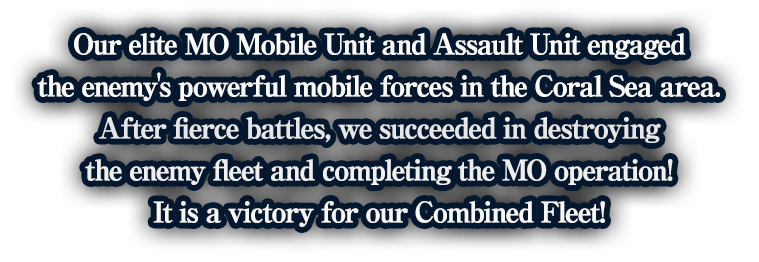 Our elite MO Mobile Unit and Assault Unit engaged
the enemy's powerful mobile forces in the Coral Sea area.
After fierce battles, we succeeded in destroying
the enemy fleet and completing the MO operation!
It is a victory for our Combined Fleet!